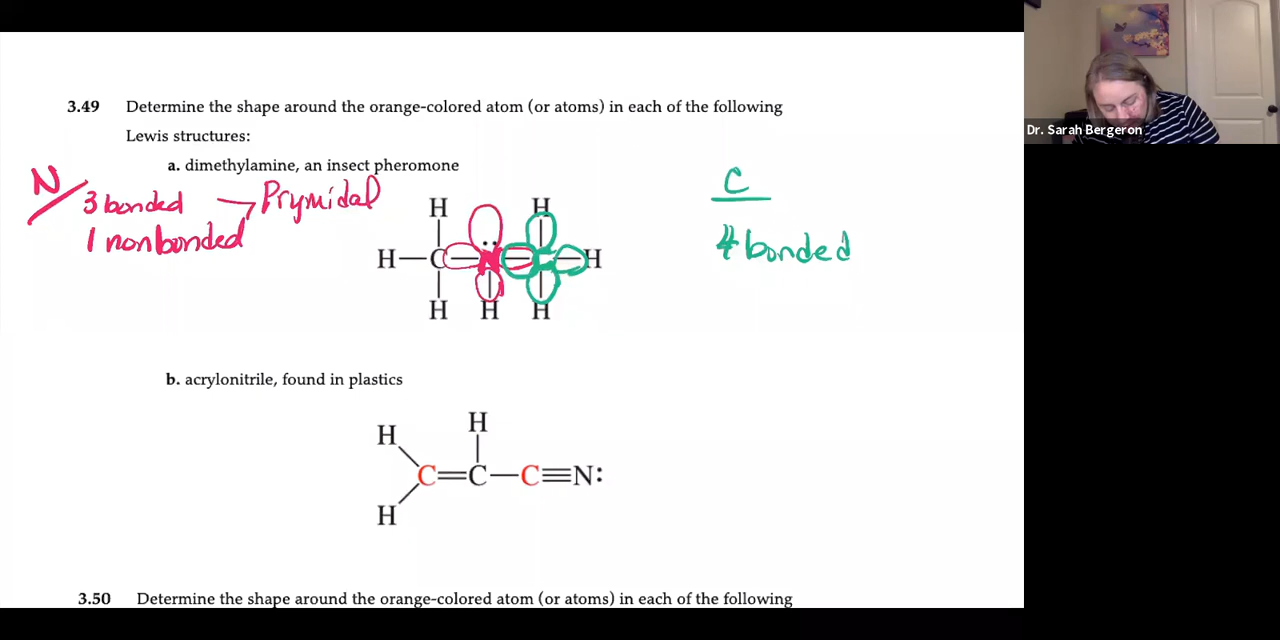 3.49 Determine the shape around the orange-colored atom (or atoms) in each of the following
Lewis structures:
a. dimethylamine, an insect pheromone
N
3 bonded → Prymidal
1 nonbonded
C
4 bonded
H H
H—C—N—C—H
H H H
b. acrylonitrile, found in plastics
H H
C=C—C≡N:
H
3.50 Determine the shape around the orange-colored atom (or atoms) in each of the following
Dr. Sarah Bergeron